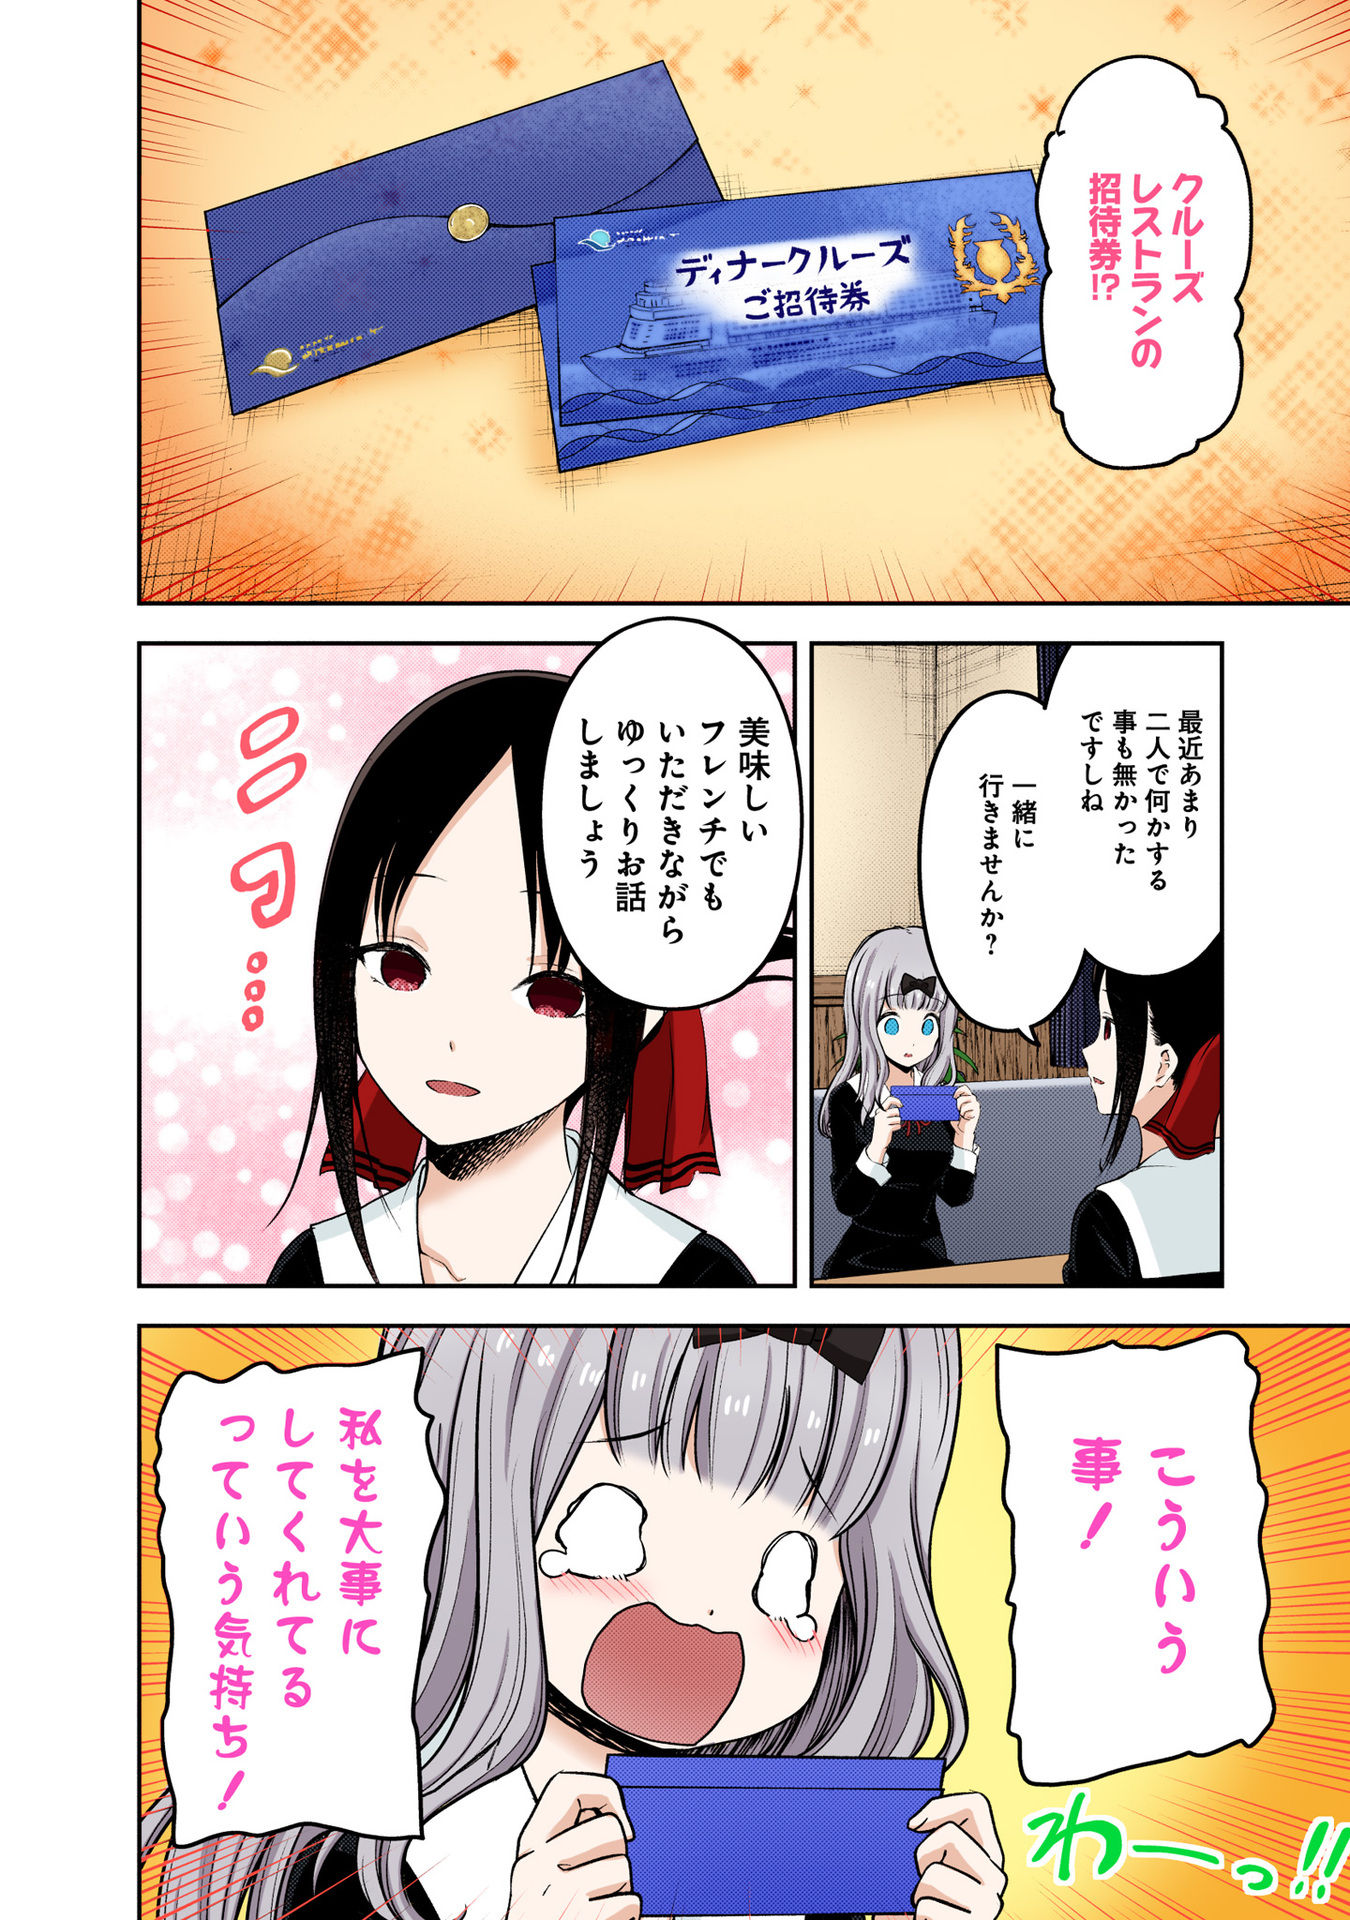 クルーズ
レストランの
招待券!?
ディナークルーズ
ご招待券
最近あまり
二人で何かする
事も無かった
ですしね
一緒に
行きませんか?
美味しい
フレンチでも
いただきながら
ゆっくりお話
しましょう
こういう
事!
私を大事に
してくれてる
っていう気持ち!
わーっ!!